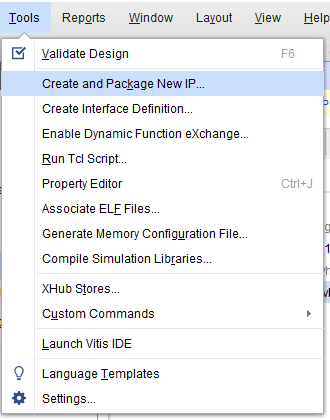 Tools Reports Window Layout View Help
Validate Design F6
Create and Package New IP...
Create Interface Definition...
Enable Dynamic Function eXchange...
Run Tcl Script...
Property Editor Ctrl+J
Associate ELF Files...
Generate Memory Configuration File...
Compile Simulation Libraries...
XHub Stores...
Custom Commands
Launch Vitis IDE
Language Templates
Settings...